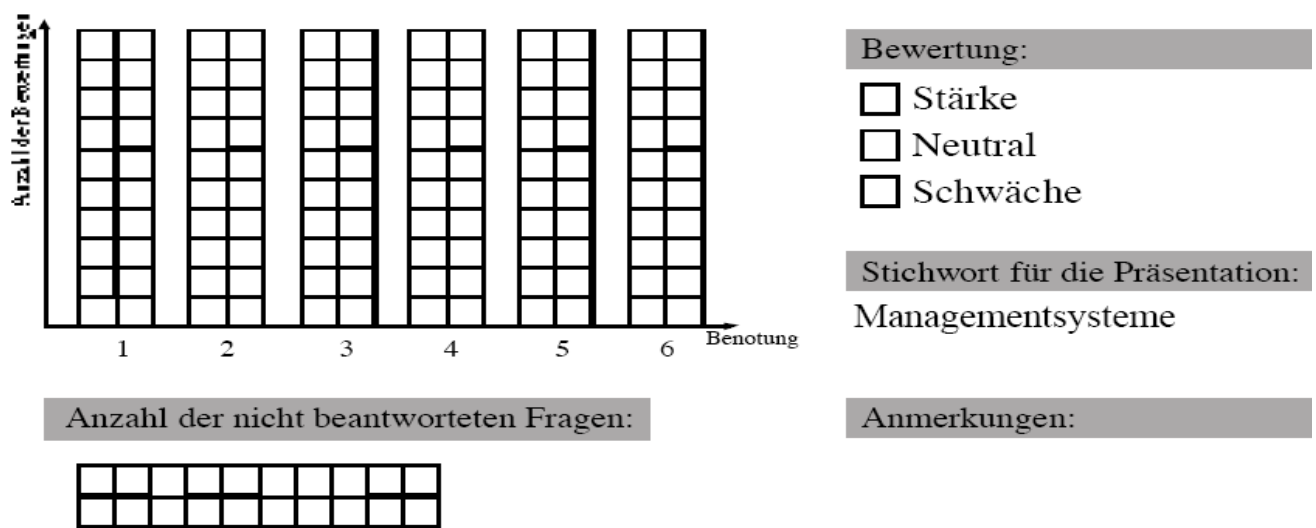 Anzahl der Bewertungen
1 2 3 4 5 6
Benotung
Anzahl der nicht beantworteten Fragen:
Bewertung:
Stärke
Neutral
Schwäche
Stichwort für die Präsentation:
Managementsysteme
Anmerkungen: